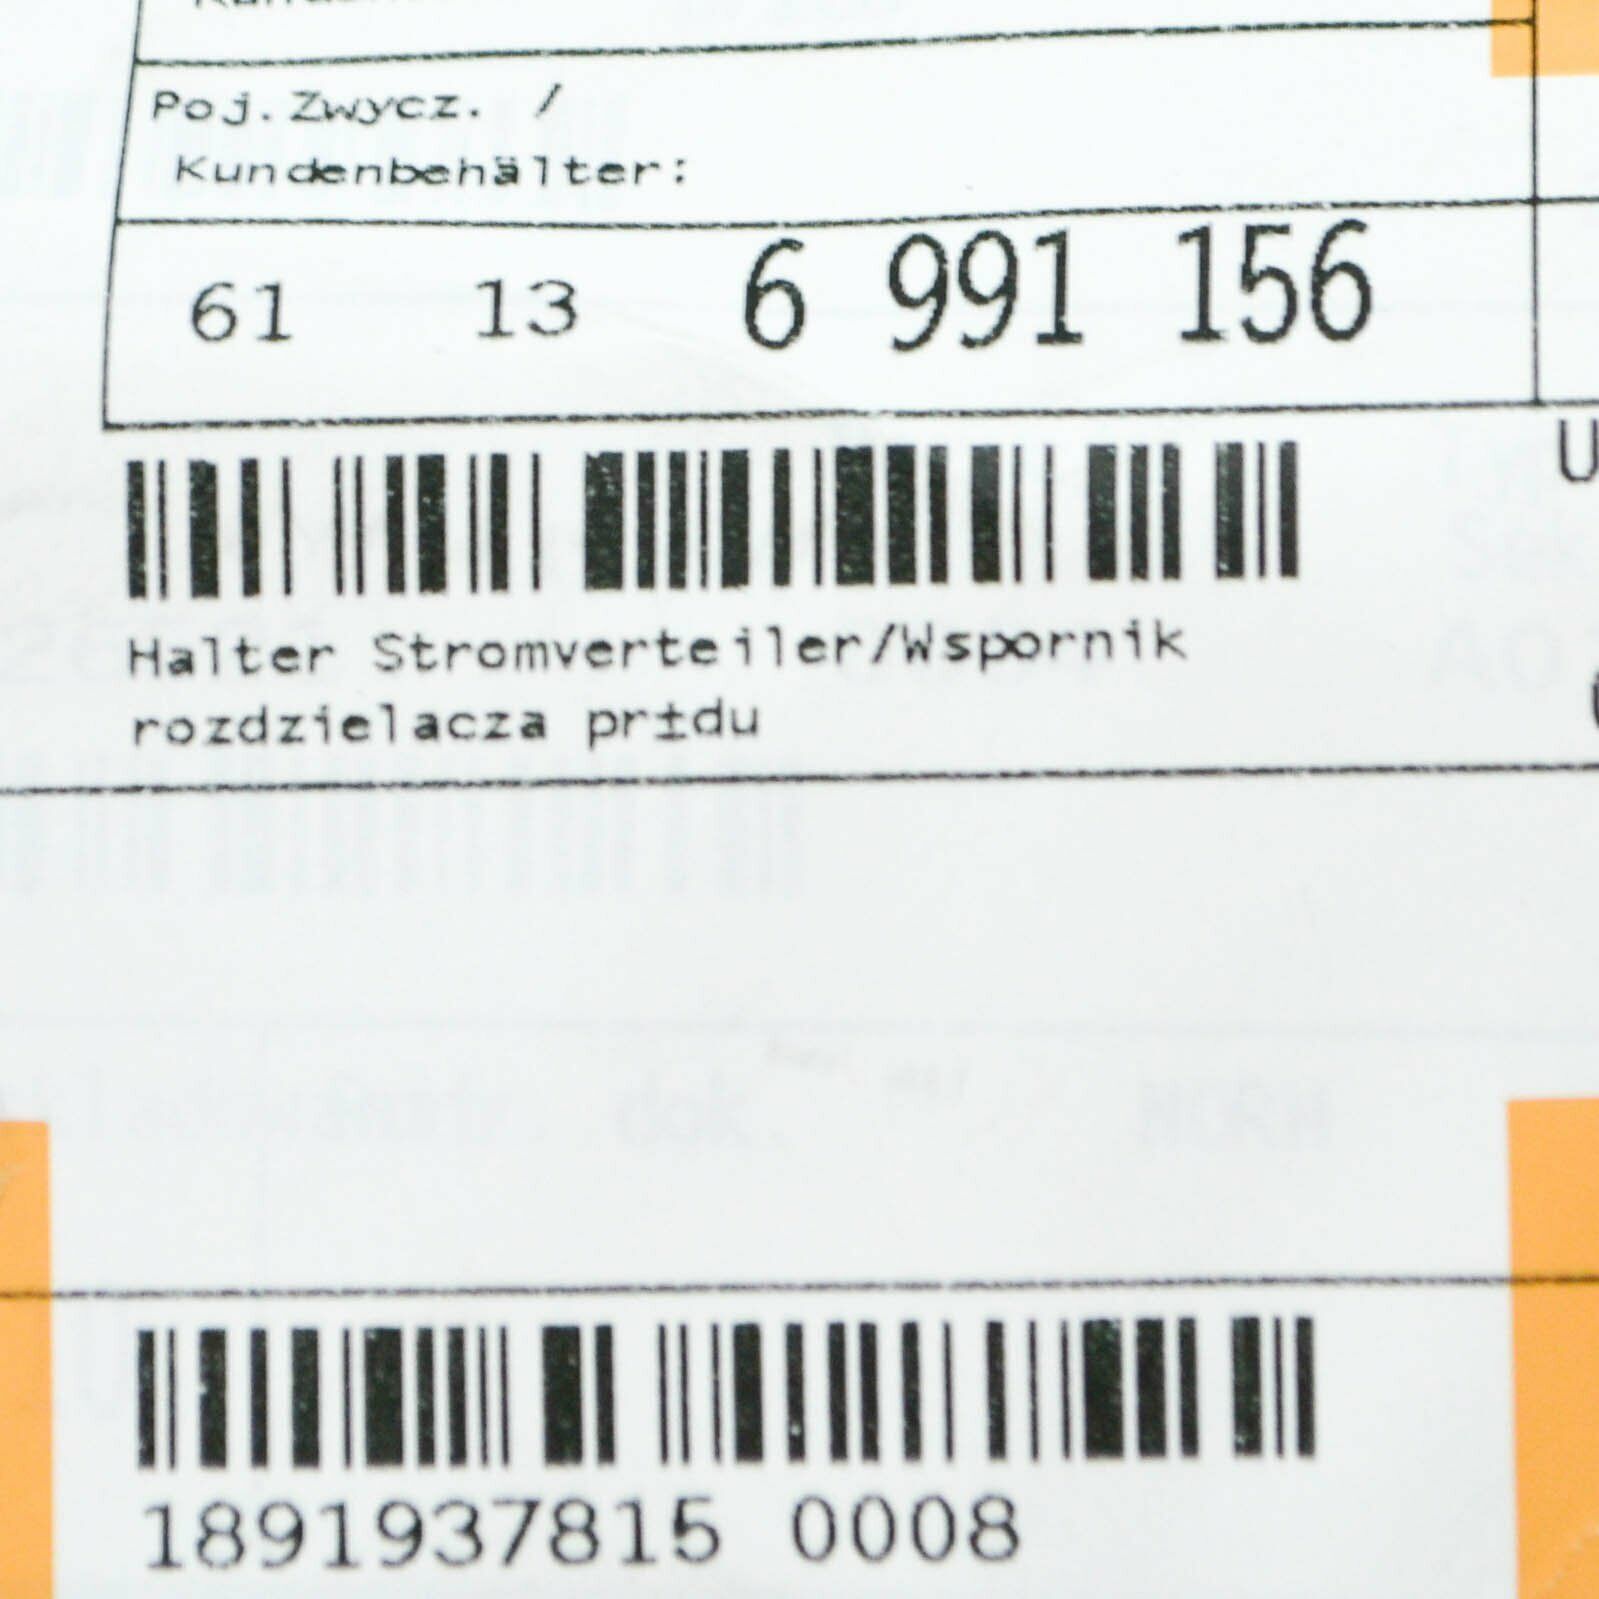 Poj.Zwycz. /
Kundenbehälter:
61 13 6 991 156
U
Halter Stromverteiler/Wspornik
rozdzielacza pr±du
1891937815 0008